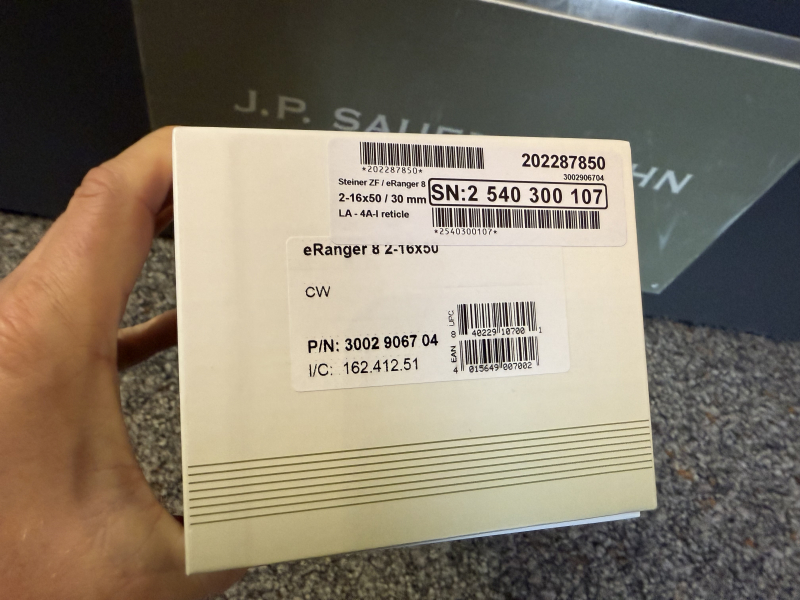 J.P. SAUER
HN
*202287850*
202287850
3002906704
Steiner ZF / eRanger 8
2-16x50 / 30 mm
LA - 4A-I reticle
SN:2 540 300 107
*2540300107*
eRanger 8 2-16x50
CW
P/N: 3002 9067 04
I/C: 162.412.51
UPC
0 40229 10700 1
EAN
4 015649 007002